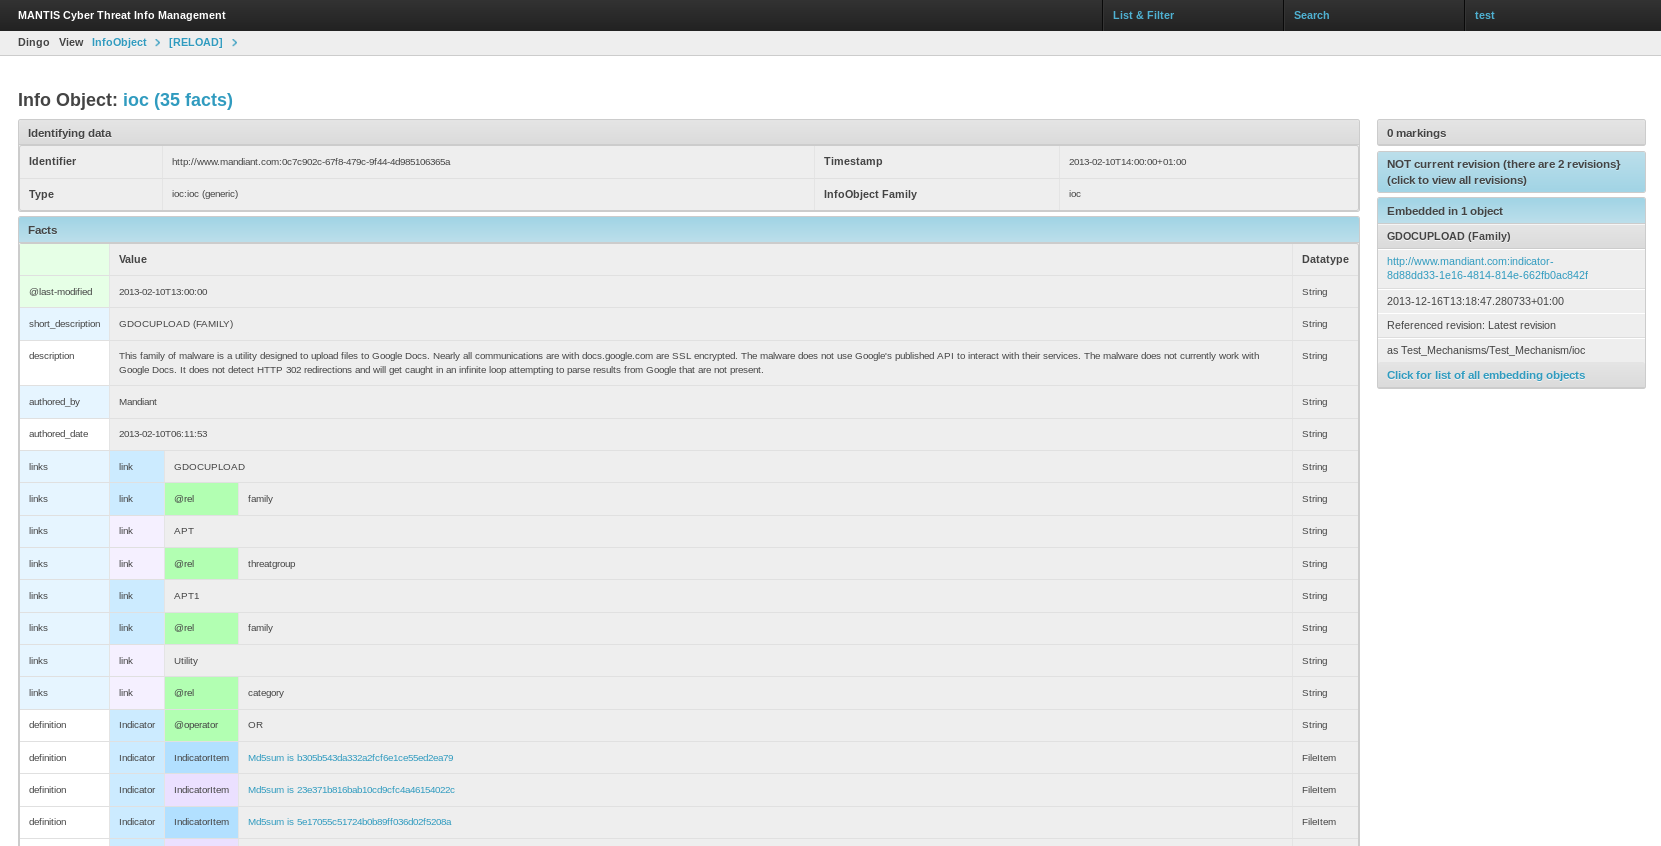 MANTIS Cyber Threat Info Management List & Filter Search test
Dingo View InfoObject [RELOAD]
Info Object: ioc (35 facts)
Identifying data
Identifier http://www.mandiant.com:0c7c902c-67f8-479c-9f44-4d985106365a Timestamp 2013-02-10T14:00:00+01:00
Type ioc:ioc (generic) InfoObject Family ioc
Facts
Value Datatype
@last-modified 2013-02-10T13:00:00 String
short_description GDOCUPLOAD (FAMILY) String
description This family of malware is a utility designed to upload files to Google Docs. Nearly all communications are with docs.google.com are SSL encrypted. The malware does not use Google's published API to interact with their services. The malware does not currently work with String
Google Docs. It does not detect HTTP 302 redirections and will get caught in an infinite loop attempting to parse results from Google that are not present.
authored_by Mandiant String
authored_date 2013-02-10T06:11:53 String
links link GDOCUPLOAD String
links link @rel family String
links link APT String
links link @rel threatgroup String
links link APT1 String
links link @rel family String
links link Utility String
links link @rel category String
definition Indicator @operator OR String
definition Indicator IndicatorItem Md5sum is b305b543da332a2fcf6e1ce55ed2ea79 FileItem
definition Indicator IndicatorItem Md5sum is 23e371b816bab10cd9cfc4a46154022c FileItem
definition Indicator IndicatorItem Md5sum is 5e17055c51724b0b89ff036d02f5208a FileItem
0 markings
NOT current revision (there are 2 revisions}
(click to view all revisions)
Embedded in 1 object
GDOCUPLOAD (Family)
http://www.mandiant.com:indicator-
8d88dd33-1e16-4814-814e-662fb0ac842f
2013-12-16T13:18:47.280733+01:00
Referenced revision: Latest revision
as Test_Mechanisms/Test_Mechanism/ioc
Click for list of all embedding objects